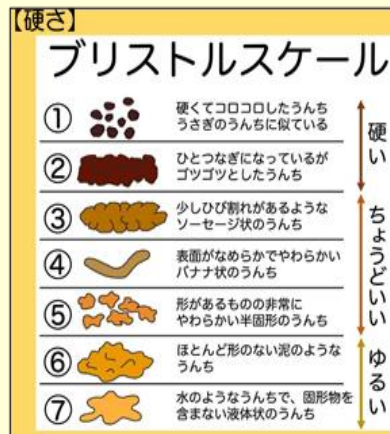 【硬さ】
ブリストルスケール
① 硬くてコロコロしたうんち
うさぎのうんちに似ている
② ひとつなぎになっているが
ゴツゴツとしたうんち
③ 少しひび割れがあるような
ソーセージ状のうんち
④ 表面がなめらかでやわらかい
バナナ状のうんち
⑤ 形があるものの非常に
やわらかい半固形のうんち
⑥ ほとんど形のない泥のような
うんち
⑦ 水のようなうんちで、固形物を
含まない液体状のうんち
硬い
ちょうどいい
ゆるい